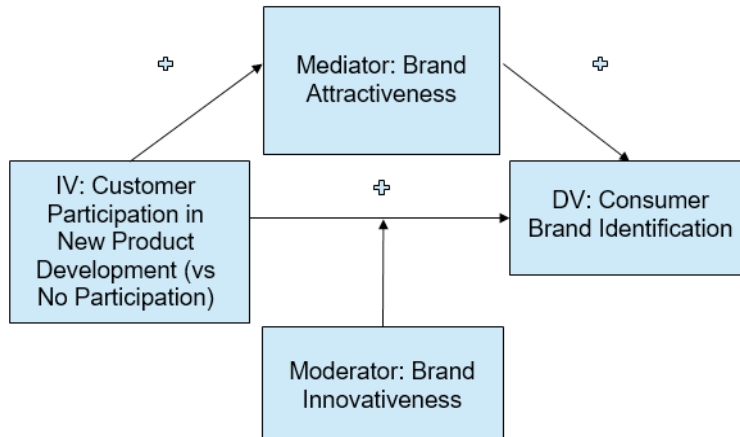 Mediator: Brand
Attractiveness
IV: Customer
Participation in
New Product
Development (vs
No Participation)
DV: Consumer
Brand Identification
Moderator: Brand
Innovativeness